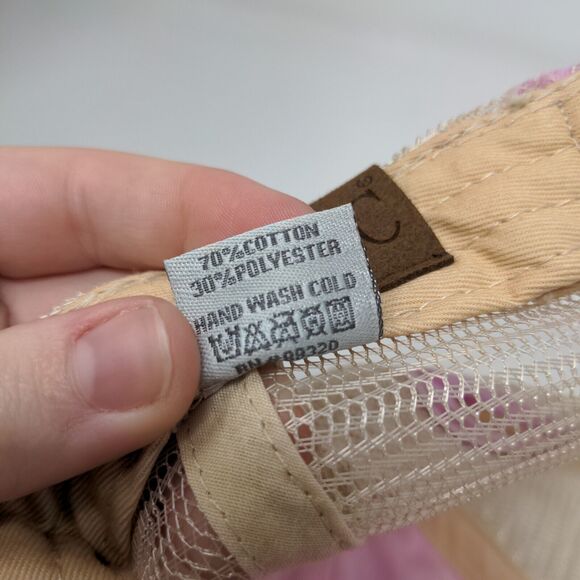 70%COTTON
30%POLYESTER
HAND WASH COLD
C®